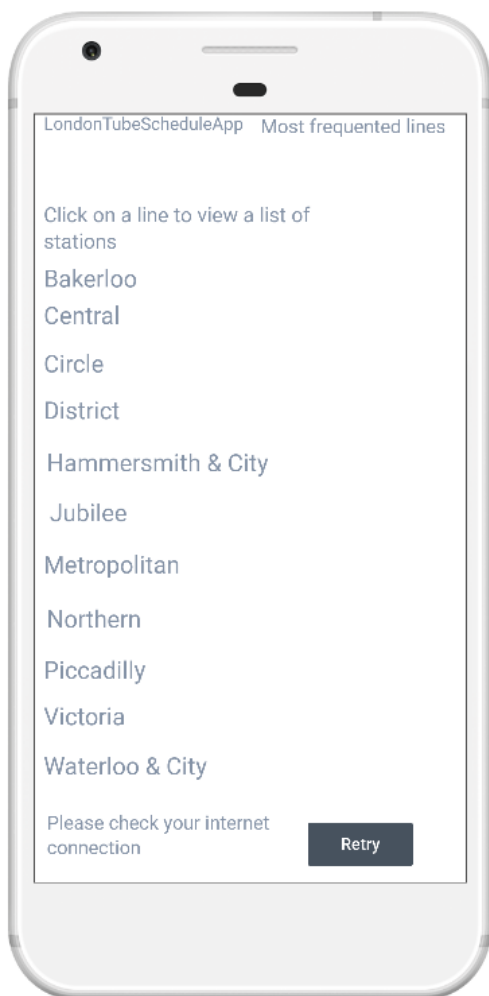 LondonTubeScheduleApp Most frequented lines
Click on a line to view a list of
stations
Bakerloo
Central
Circle
District
Hammersmith & City
Jubilee
Metropolitan
Northern
Piccadilly
Victoria
Waterloo & City
Please check your internet
connection
Retry